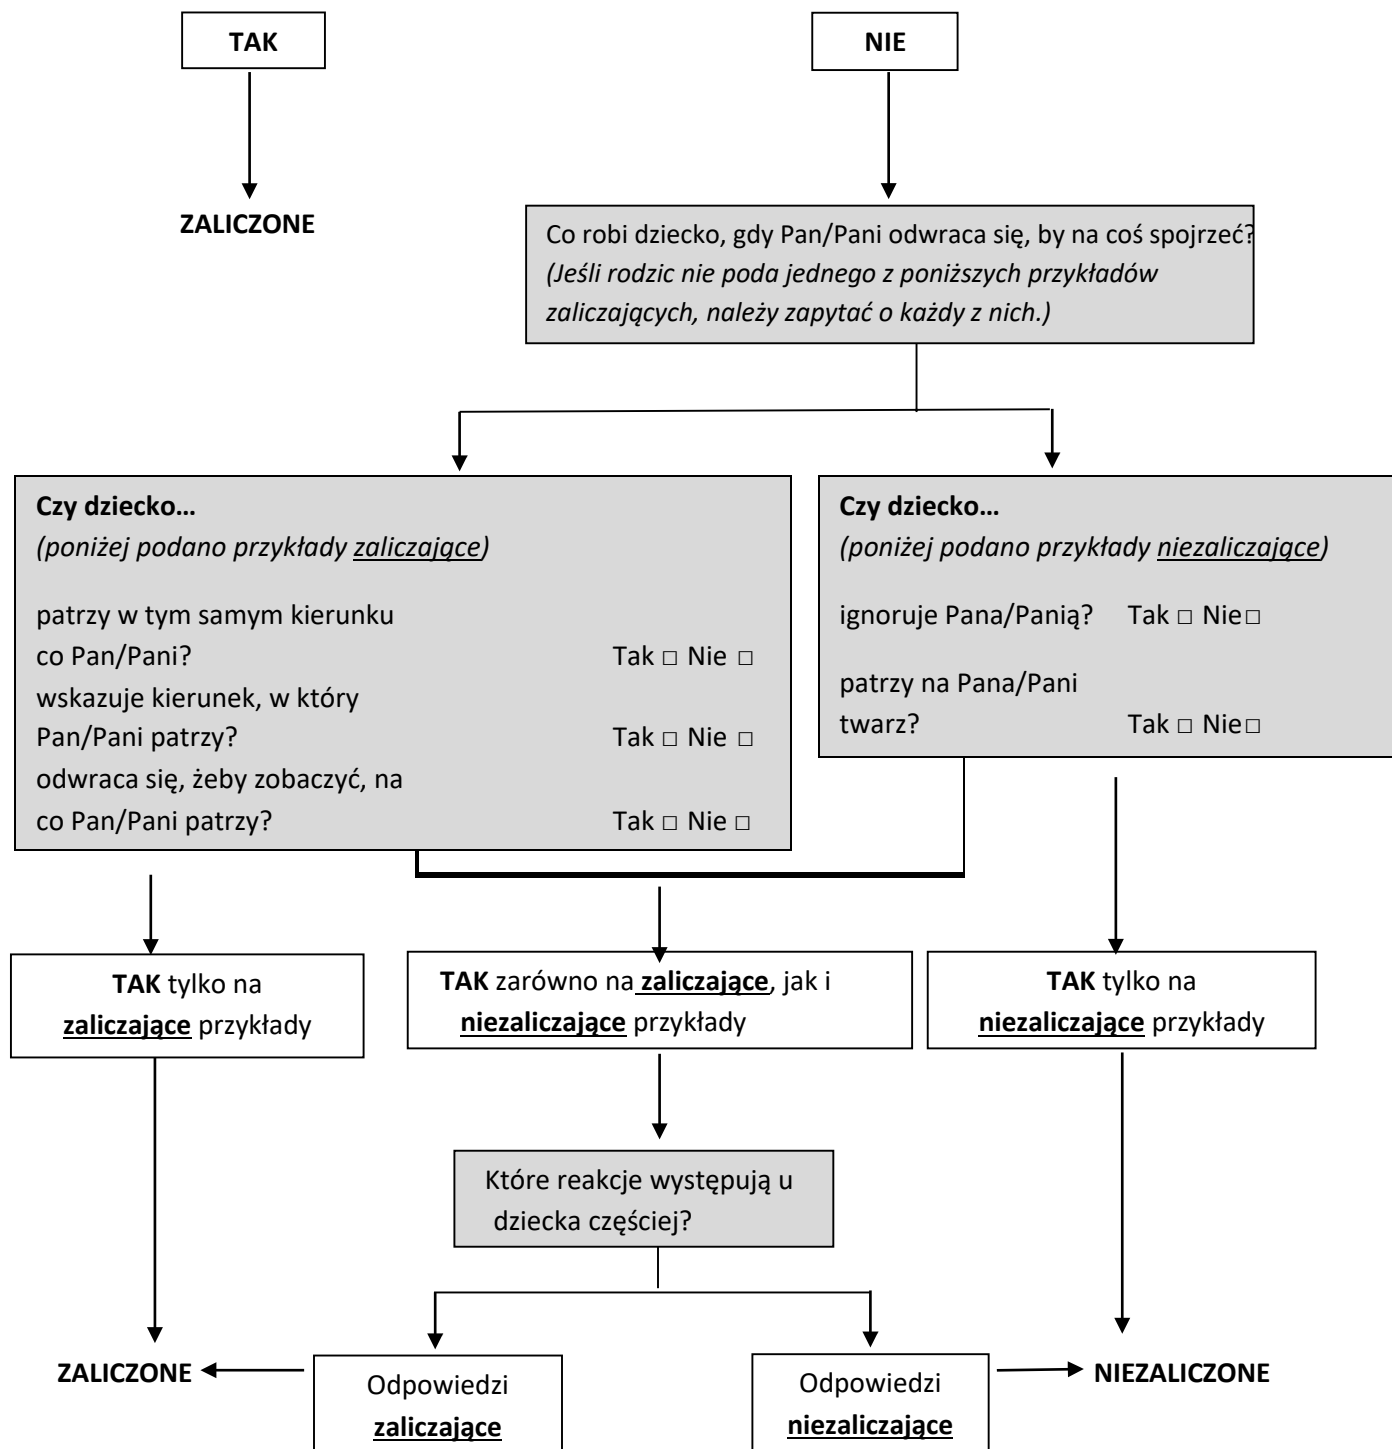 TAK
NIE
ZALICZONE
Co robi dziecko, gdy Pan/Pani odwraca się, by na coś spojrzeć?
(Jeśli rodzic nie poda jednego z poniższych przykładów
zaliczających, należy zapytać o każdy z nich.)
Czy dziecko...
(poniżej podano przykłady zaliczające)
patrzy w tym samym kierunku
co Pan/Pani? Tak □ Nie □
wskazuje kierunek, w który
Pan/Pani patrzy? Tak □ Nie □
odwraca się, żeby zobaczyć, na
co Pan/Pani patrzy? Tak □ Nie □
Czy dziecko...
(poniżej podano przykłady niezaliczające)
ignoruje Pana/Panią? Tak □ Nie□
patrzy na Pana/Pani
twarz? Tak □ Nie□
TAK tylko na
zaliczające przykłady
TAK zarówno na zaliczające, jak i
niezaliczające przykłady
TAK tylko na
niezaliczające przykłady
Które reakcje występują u
dziecka częściej?
ZALICZONE
Odpowiedzi
zaliczające
Odpowiedzi
niezaliczające
NIEZALICZONE